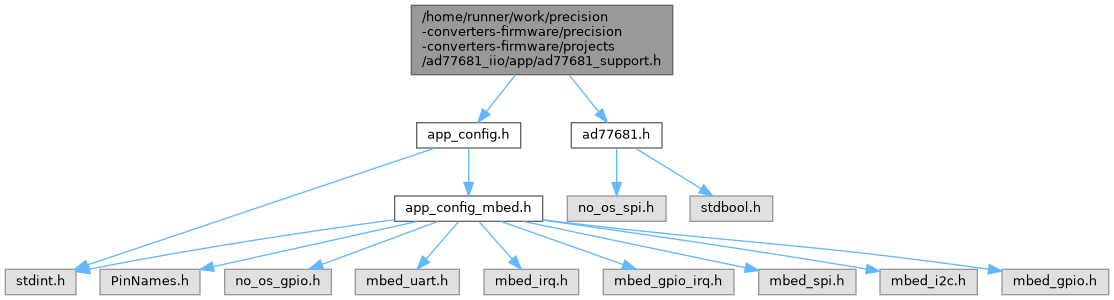 /home/runner/work/precision
-converters-firmware/precision
-converters-firmware/projects
/ad77681_iio/app/ad77681_support.h
app_config.h
ad77681.h
app_config_mbed.h
no_os_spi.h
stdbool.h
stdint.h
PinNames.h
no_os_gpio.h
mbed_uart.h
mbed_irq.h
mbed_gpio_irq.h
mbed_spi.h
mbed_i2c.h
mbed_gpio.h